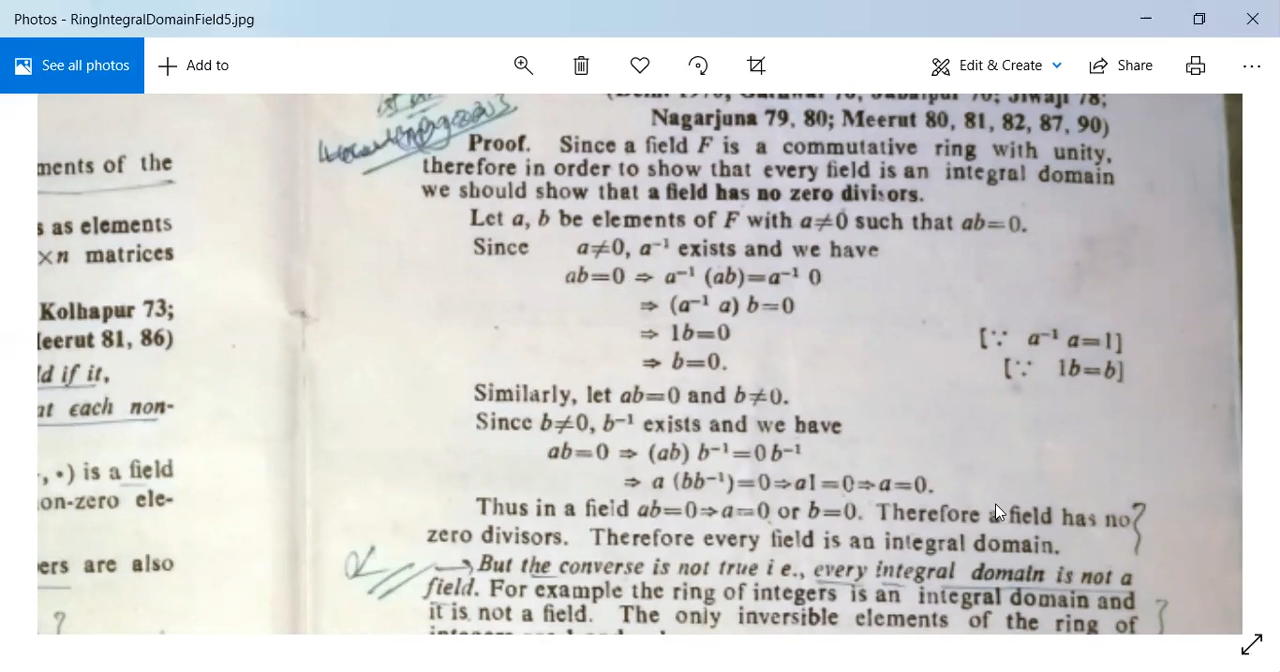 Photos - RingIntegralDomainField5.jpg
See all photos
Add to
Edit & Create
Share
Nagarjuna 79, 80; Meerut 80, 81, 82, 87, 90)
Proof. Since a field F is a commutative ring with unity,
therefore in order to show that every field is an integral domain
we should show that a field has no zero divisors.
Let a, b be elements of F with a≠0 such that ab=0.
Since a≠0, a⁻¹ exists and we have
ab=0 ⇒ a⁻¹ (ab)=a⁻¹ 0
⇒ (a⁻¹ a) b=0
⇒ 1b=0 [∵ a⁻¹ a=1]
⇒ b=0. [∵ 1b=b]
Similarly, let ab=0 and b≠0.
Since b≠0, b⁻¹ exists and we have
ab=0 ⇒ (ab) b⁻¹=0 b⁻¹
⇒ a (bb⁻¹)=0⇒a1=0⇒a=0.
Thus in a field ab=0⇒a=0 or b=0. Therefore a field has no
zero divisors. Therefore every field is an integral domain.
But the converse is not true i e., every integral domain is not a
field. For example the ring of integers is an integral domain and
it is not a field. The only inversible elements of the ring of
ments of the
s as elements
×n matrices
Kolhapur 73;
eerut 81, 86)
ld if it,
at each non-
, •) is a field
on-zero ele-
ers are also
?